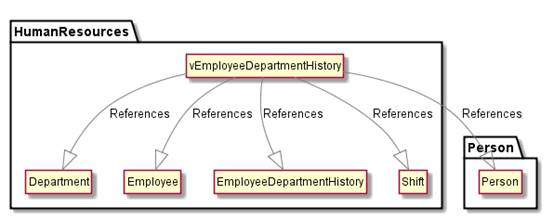 HumanResources
vEmployeeDepartmentHistory
References References References References References
Person
Department Employee EmployeeDepartmentHistory Shift Person